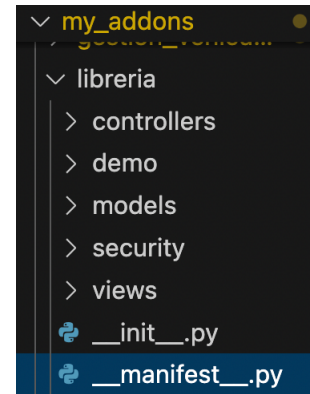 my_addons
libreria
controllers
demo
models
security
views
__init__.py
__manifest__.py